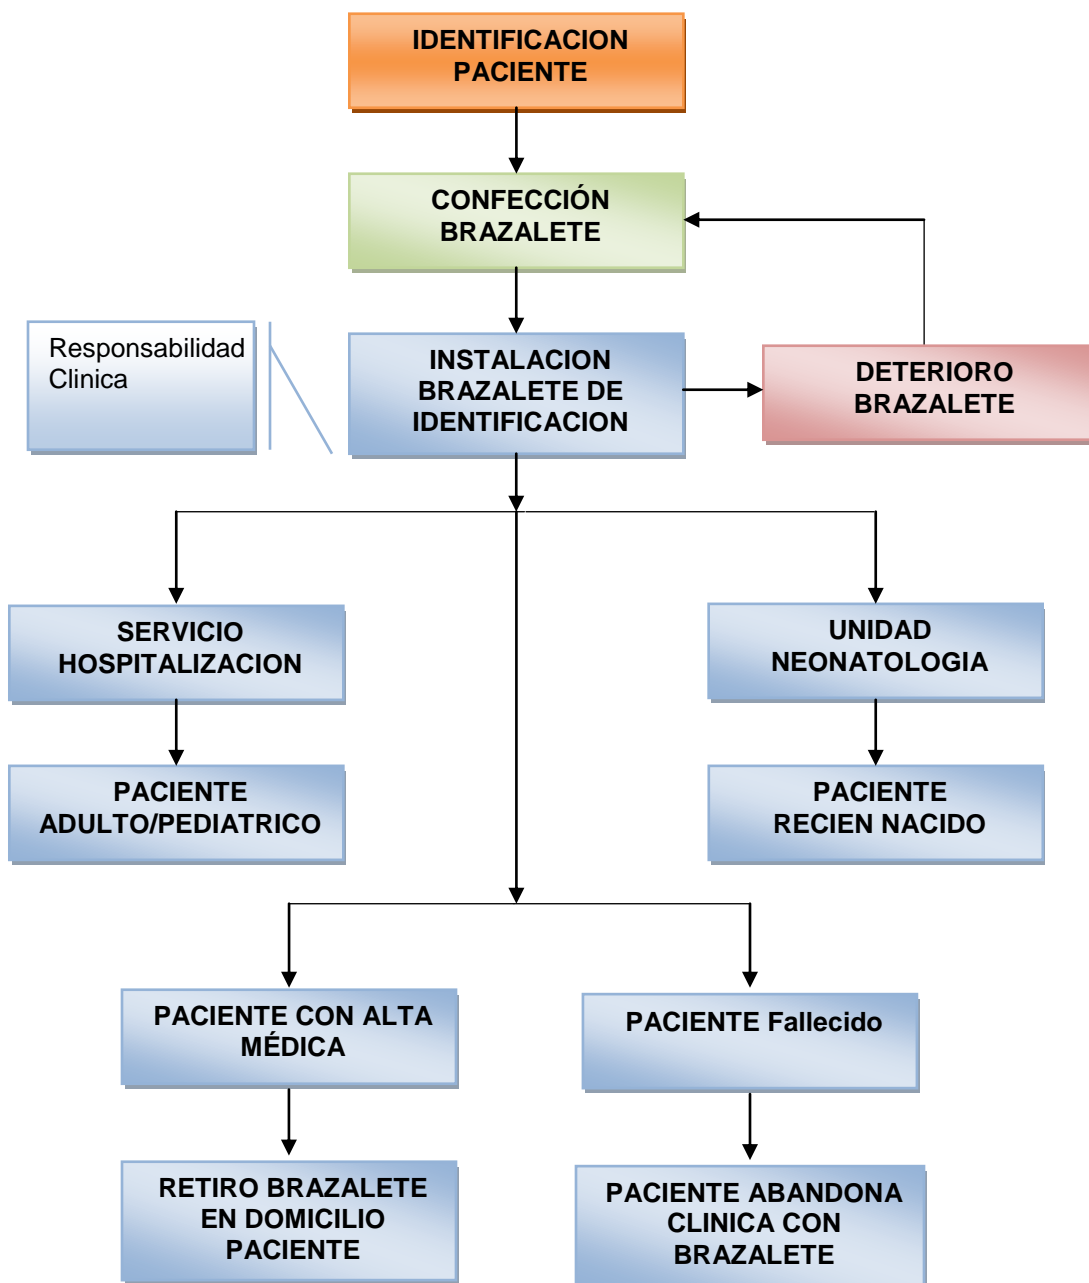 IDENTIFICACION
PACIENTE
CONFECCIÓN
BRAZALETE
Responsabilidad
Clinica
INSTALACION
BRAZALETE DE
IDENTIFICACION
DETERIORO
BRAZALETE
SERVICIO
HOSPITALIZACION
UNIDAD
NEONATOLOGIA
PACIENTE
ADULTO/PEDIATRICO
PACIENTE
RECIEN NACIDO
PACIENTE CON ALTA
MÉDICA
PACIENTE Fallecido
RETIRO BRAZALETE
EN DOMICILIO
PACIENTE
PACIENTE ABANDONA
CLINICA CON
BRAZALETE